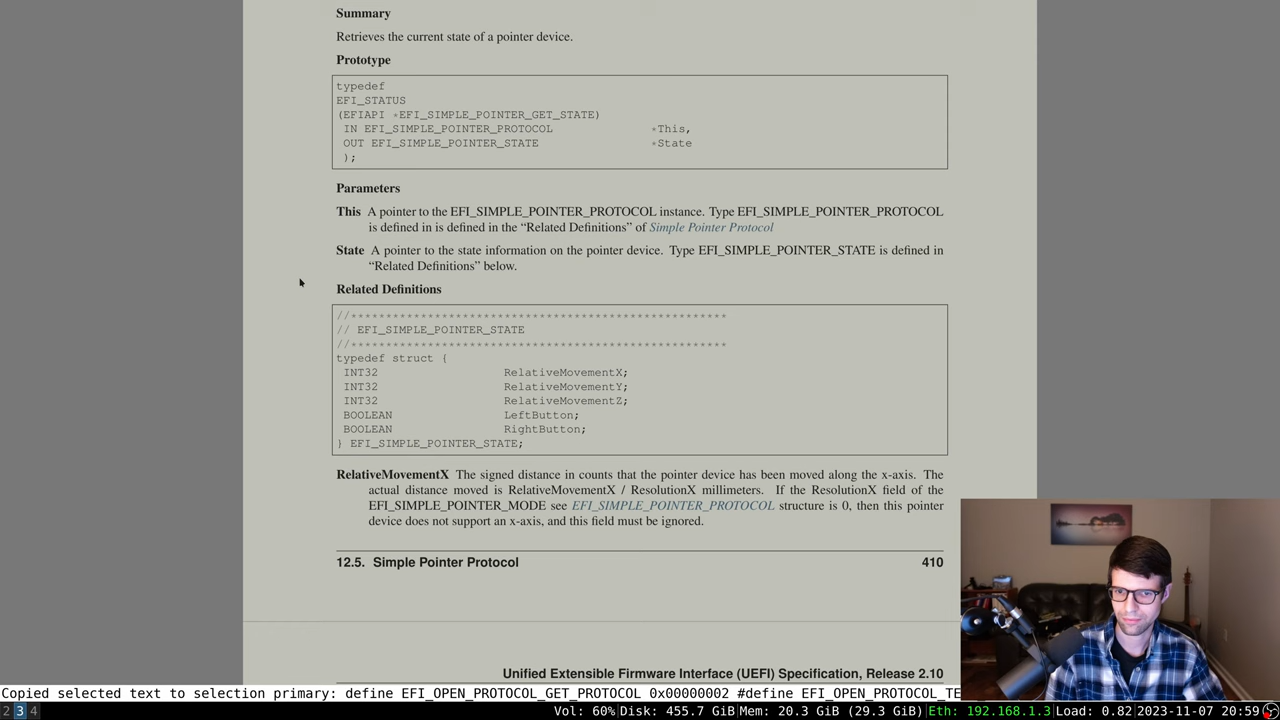 Summary
Retrieves the current state of a pointer device.
Prototype
typedef
EFI_STATUS
(EFIAPI *EFI_SIMPLE_POINTER_GET_STATE)
IN EFI_SIMPLE_POINTER_PROTOCOL *This,
OUT EFI_SIMPLE_POINTER_STATE *State
);
Parameters
This A pointer to the EFI_SIMPLE_POINTER_PROTOCOL instance. Type EFI_SIMPLE_POINTER_PROTOCOL
is defined in is defined in the “Related Definitions” of Simple Pointer Protocol
State A pointer to the state information on the pointer device. Type EFI_SIMPLE_POINTER_STATE is defined in
“Related Definitions” below.
Related Definitions
//******************************************************
// EFI_SIMPLE_POINTER_STATE
//******************************************************
typedef struct {
INT32 RelativeMovementX;
INT32 RelativeMovementY;
INT32 RelativeMovementZ;
BOOLEAN LeftButton;
BOOLEAN RightButton;
} EFI_SIMPLE_POINTER_STATE;
RelativeMovementX The signed distance in counts that the pointer device has been moved along the x-axis. The
actual distance moved is RelativeMovementX / ResolutionX millimeters. If the ResolutionX field of the
EFI_SIMPLE_POINTER_MODE see EFI_SIMPLE_POINTER_PROTOCOL structure is 0, then this pointer
device does not support an x-axis, and this field must be ignored.
12.5. Simple Pointer Protocol 410
Unified Extensible Firmware Interface (UEFI) Specification, Release 2.10
Copied selected text to selection primary: define EFI_OPEN_PROTOCOL_GET_PROTOCOL 0x00000002 #define EFI_OPEN_PROTOCOL_TE
2 3 4 Vol: 60% Disk: 455.7 GiB Mem: 20.3 GiB (29.3 GiB) Eth: 192.168.1.3 Load: 0.82 2023-11-07 20:59